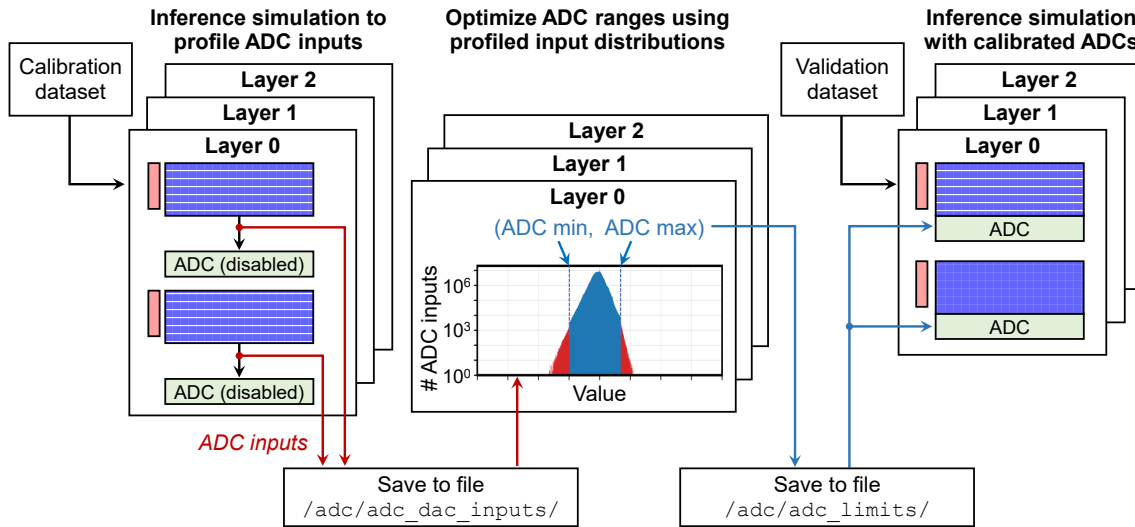 Inference simulation to
profile ADC inputs
Calibration
dataset
Layer 2
Layer 1
Layer 0
ADC (disabled)
ADC (disabled)
ADC inputs
Save to file
/adc/adc_dac_inputs/
Optimize ADC ranges using
profiled input distributions
Layer 2
Layer 1
Layer 0
(ADC min, ADC max)
# ADC inputs
10⁶
10³
10⁰
Value
Save to file
/adc/adc_limits/
Inference simulation
with calibrated ADCs
Validation
dataset
Layer 2
Layer 1
Layer 0
ADC
ADC